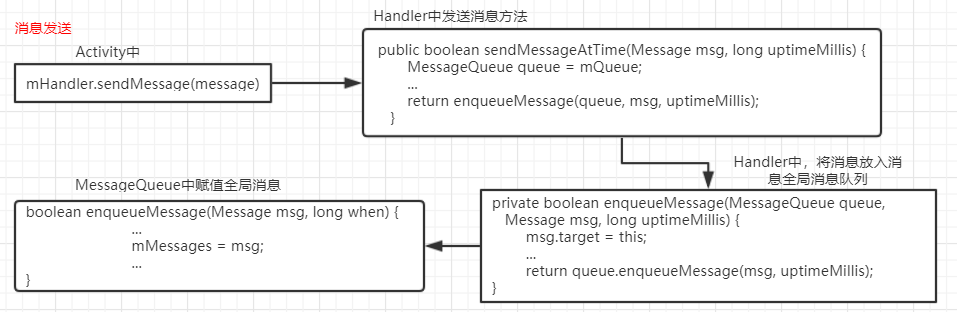 消息发送
Activity中
mHandler.sendMessage(message)
Handler中发送消息方法
public boolean sendMessageAtTime(Message msg, long uptimeMillis) {
MessageQueue queue = mQueue;
...
return enqueueMessage(queue, msg, uptimeMillis);
}
Handler中，将消息放入消
息全局消息队列
private boolean enqueueMessage(MessageQueue queue,
Message msg, long uptimeMillis) {
msg.target = this;
...
return queue.enqueueMessage(msg, uptimeMillis);
}
MessageQueue中赋值全局消息
boolean enqueueMessage(Message msg, long when) {
...
mMessages = msg;
...
}